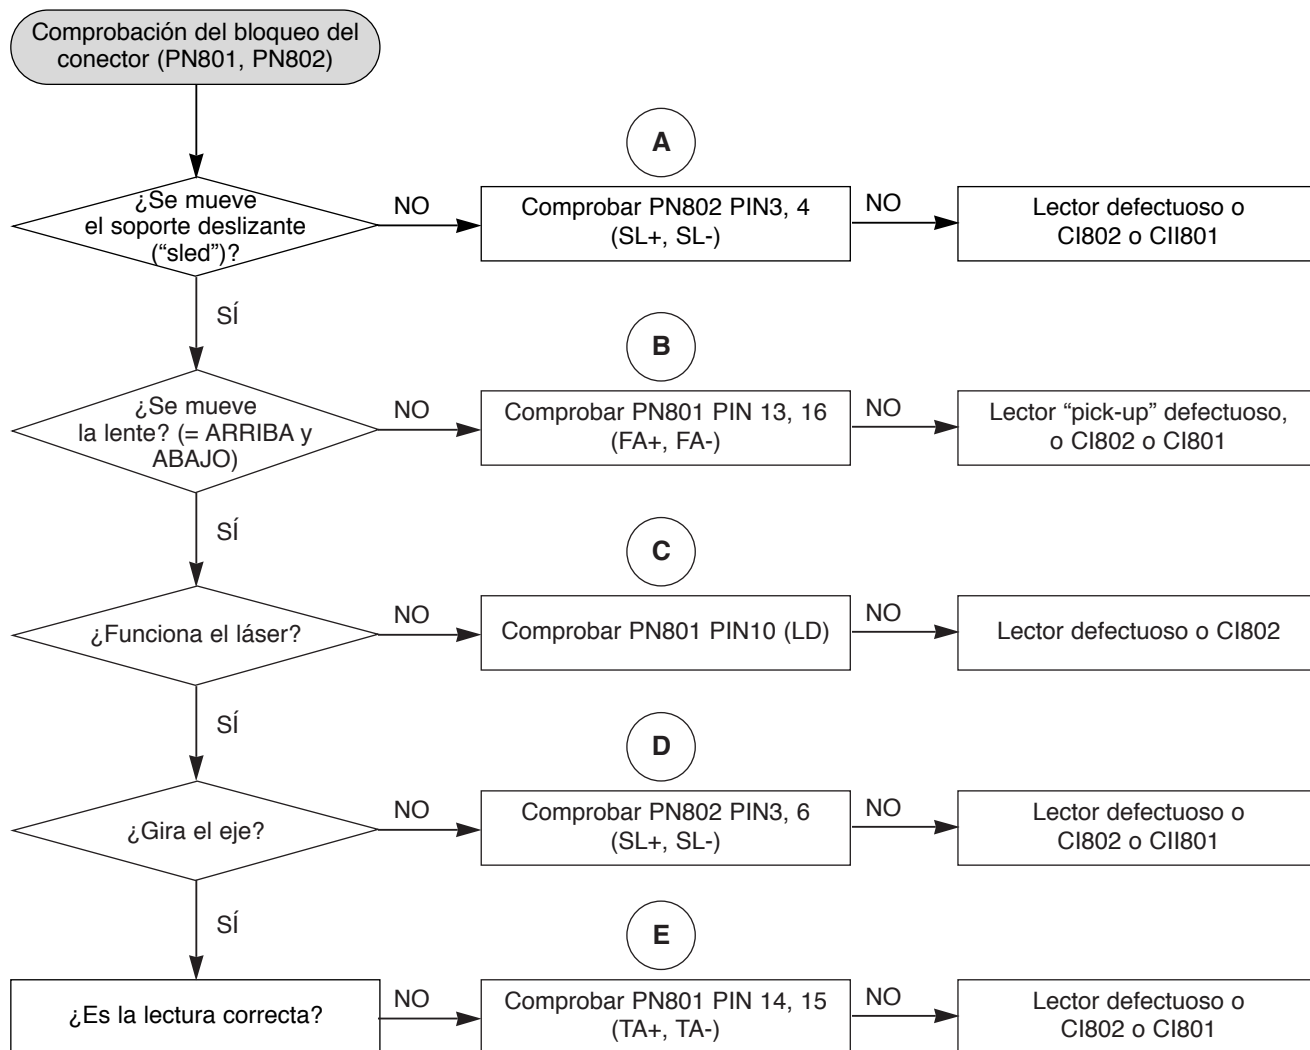 Comprobación del bloqueo del
conector (PN801, PN802)
A
¿Se mueve
el soporte deslizante
(“sled”)?
NO
Comprobar PN802 PIN3, 4
(SL+, SL-)
NO
Lector defectuoso o
CI802 o CII801
SÍ
B
¿Se mueve
la lente? (= ARRIBA y
ABAJO)
NO
Comprobar PN801 PIN 13, 16
(FA+, FA-)
NO
Lector “pick-up” defectuoso,
o CI802 o CI801
SÍ
C
¿Funciona el láser?
NO
Comprobar PN801 PIN10 (LD)
NO
Lector defectuoso o CI802
SÍ
D
¿Gira el eje?
NO
Comprobar PN802 PIN3, 6
(SL+, SL-)
NO
Lector defectuoso o
CI802 o CII801
SÍ
E
¿Es la lectura correcta?
NO
Comprobar PN801 PIN 14, 15
(TA+, TA-)
NO
Lector defectuoso o
CI802 o CI801